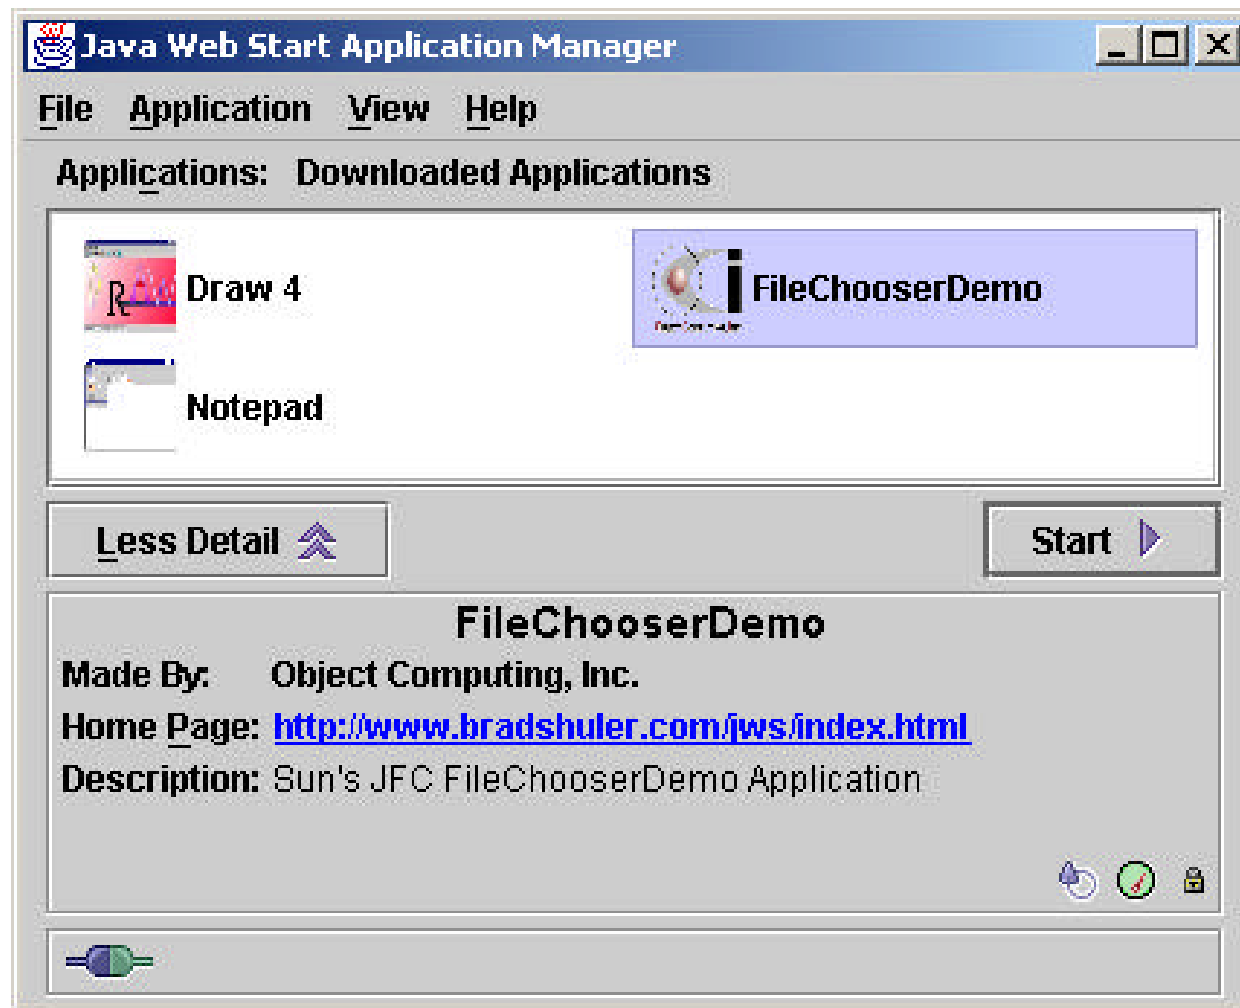 Java Web Start Application Manager
File Application View Help
Applications: Downloaded Applications
Draw 4
FileChooserDemo
Notepad
Less Detail
Start
FileChooserDemo
Made By: Object Computing, Inc.
Home Page: http://www.bradshuler.com/jws/index.html
Description: Sun's JFC FileChooserDemo Application